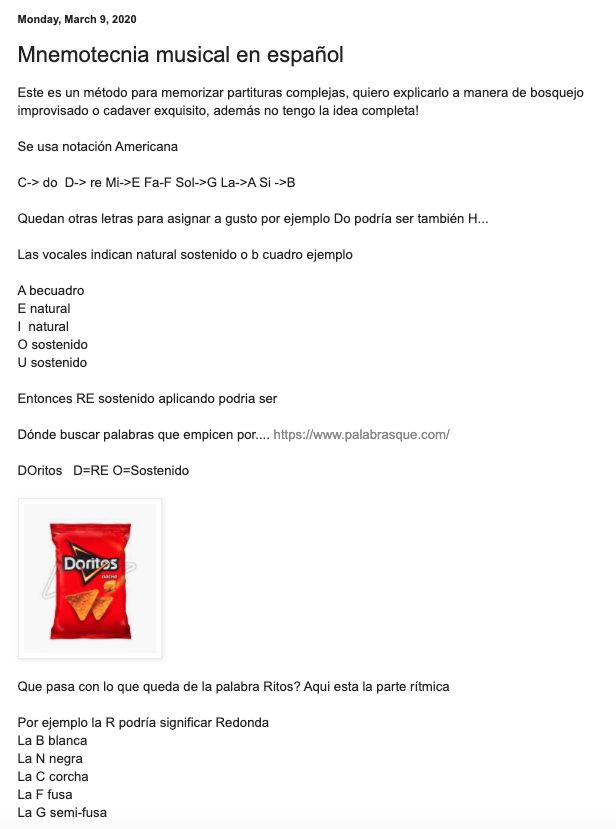 Monday, March 9, 2020
Mnemotecnia musical en español
Este es un método para memorizar partituras complejas, quiero explicarlo a manera de bosquejo
improvisado o cadaver exquisito, además no tengo la idea completa!
Se usa notación Americana
C-> do  D-> re Mi->E Fa-F Sol->G La->A Si ->B
Quedan otras letras para asignar a gusto por ejemplo Do podría ser también H...
Las vocales indican natural sostenido o b cuadro ejemplo
A becuadro
E natural
I  natural
O sostenido
U sostenido
Entonces RE sostenido aplicando podria ser
Dónde buscar palabras que empicen por.... https://www.palabrasque.com/
DOritos   D=RE O=Sostenido
Doritos
NACHO
Que pasa con lo que queda de la palabra Ritos? Aqui esta la parte rítmica
Por ejemplo la R podría significar Redonda
La B blanca
La N negra
La C corcha
La F fusa
La G semi-fusa